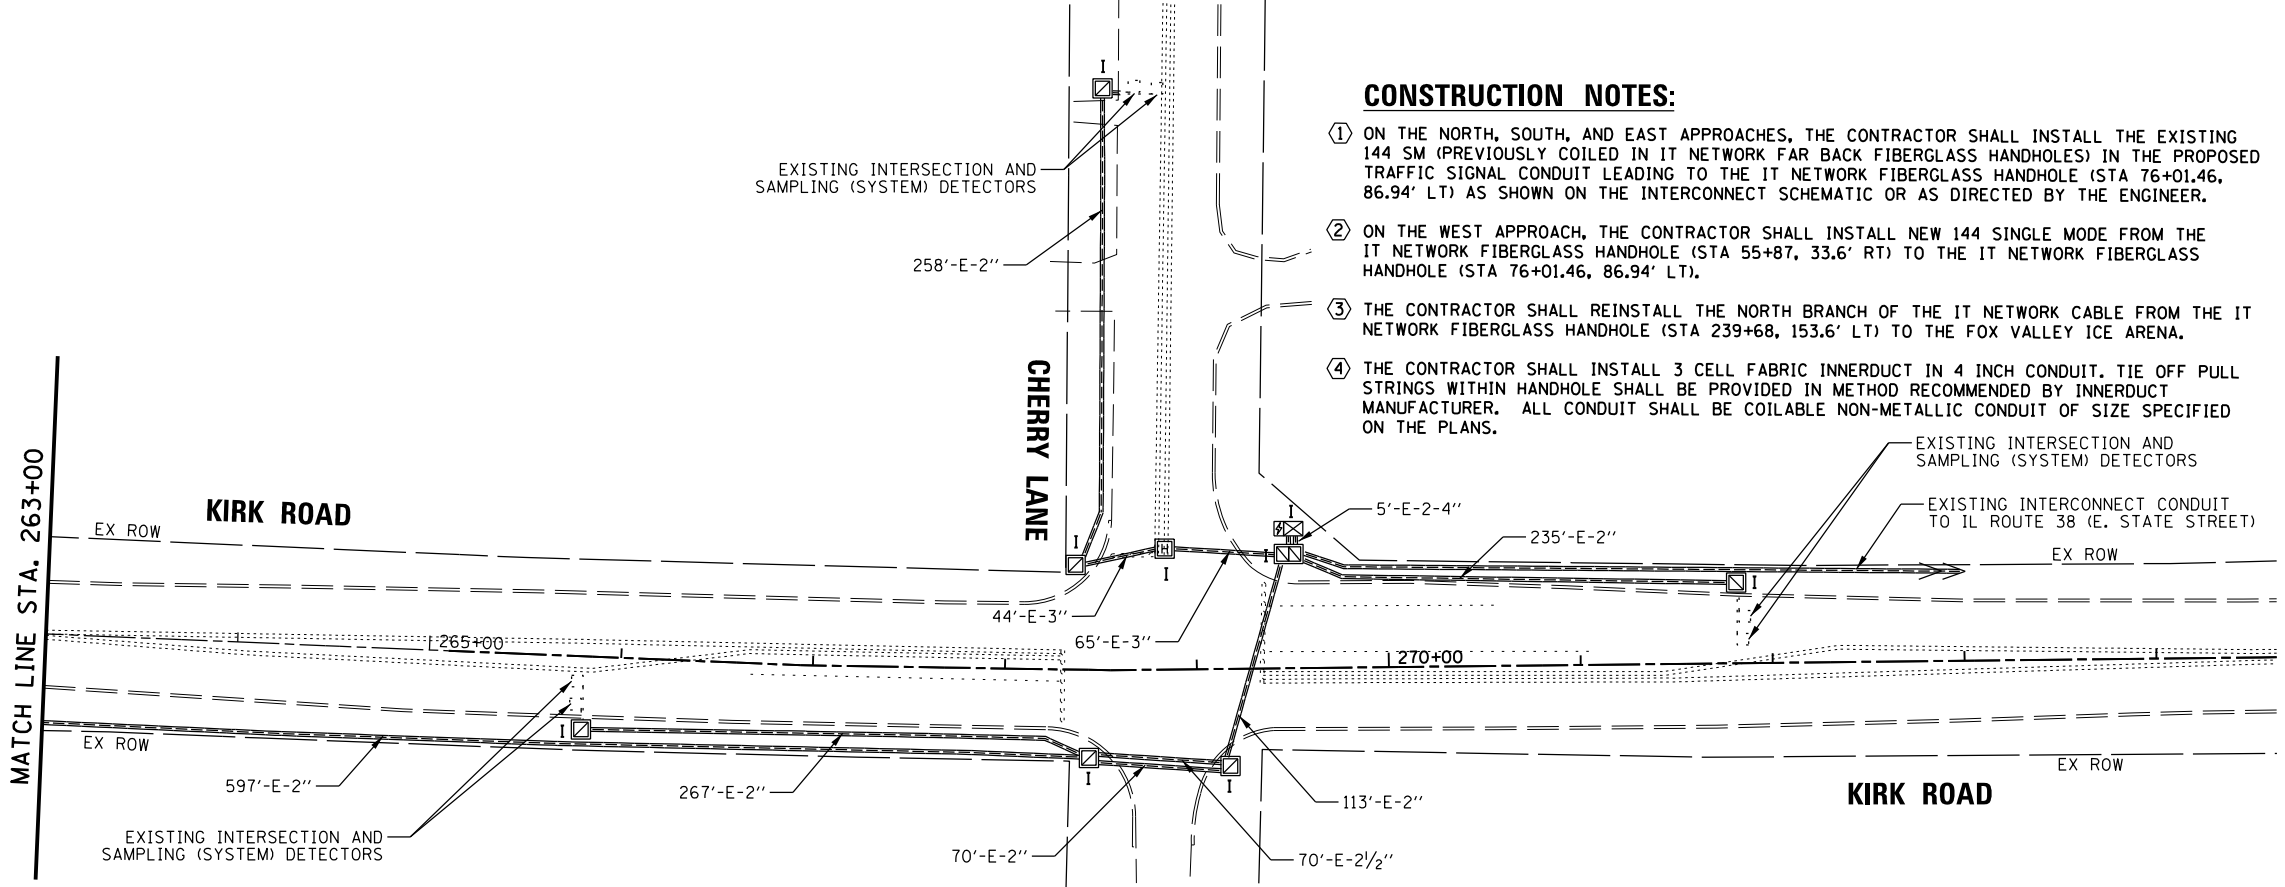 CONSTRUCTION NOTES:
1 ON THE NORTH, SOUTH, AND EAST APPROACHES, THE CONTRACTOR SHALL INSTALL THE EXISTING
144 SM (PREVIOUSLY COILED IN IT NETWORK FAR BACK FIBERGLASS HANDHOLES) IN THE PROPOSED
TRAFFIC SIGNAL CONDUIT LEADING TO THE IT NETWORK FIBERGLASS HANDHOLE (STA 76+01.46,
86.94' LT) AS SHOWN ON THE INTERCONNECT SCHEMATIC OR AS DIRECTED BY THE ENGINEER.
2 ON THE WEST APPROACH, THE CONTRACTOR SHALL INSTALL NEW 144 SINGLE MODE FROM THE
IT NETWORK FIBERGLASS HANDHOLE (STA 55+87, 33.6' RT) TO THE IT NETWORK FIBERGLASS
HANDHOLE (STA 76+01.46, 86.94' LT).
3 THE CONTRACTOR SHALL REINSTALL THE NORTH BRANCH OF THE IT NETWORK CABLE FROM THE IT
NETWORK FIBERGLASS HANDHOLE (STA 239+68, 153.6' LT) TO THE FOX VALLEY ICE ARENA.
4 THE CONTRACTOR SHALL INSTALL 3 CELL FABRIC INNERDUCT IN 4 INCH CONDUIT. TIE OFF PULL
STRINGS WITHIN HANDHOLE SHALL BE PROVIDED IN METHOD RECOMMENDED BY INNERDUCT
MANUFACTURER. ALL CONDUIT SHALL BE COILABLE NON-METALLIC CONDUIT OF SIZE SPECIFIED
ON THE PLANS.
I
EXISTING INTERSECTION AND
SAMPLING (SYSTEM) DETECTORS
258'-E-2''
CHERRY LANE
MATCH LINE STA. 263+00
KIRK ROAD
EX ROW
I
H
I
I
I
5'-E-2-4''
235'-E-2''
EXISTING INTERSECTION AND
SAMPLING (SYSTEM) DETECTORS
EXISTING INTERCONNECT CONDUIT
TO IL ROUTE 38 (E. STATE STREET)
EX ROW
I
44'-E-3''
65'-E-3''
265+00
270+00
I
EX ROW
597'-E-2''
267'-E-2''
I
I
113'-E-2''
EX ROW
KIRK ROAD
EXISTING INTERSECTION AND
SAMPLING (SYSTEM) DETECTORS
70'-E-2''
70'-E-2½''